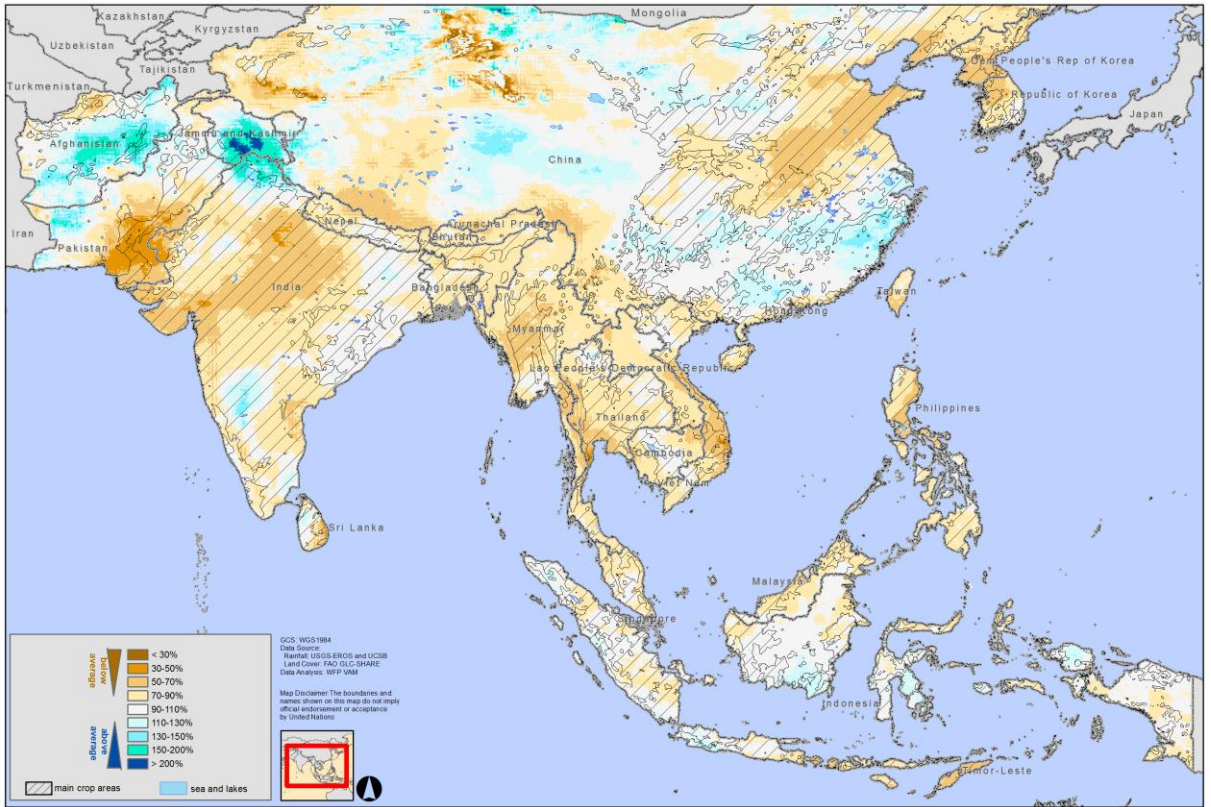 Kazakhstan
Mongolia
Kyrgyzstan
Uzbekistan
Tajikistan
Turkmenistan
Dem People's Rep of Korea
Republic of Korea
Japan
Jammu and Kashmir
Afghanistan
China
Iran
Pakistan
Nepal
Arunachal Pradesh
Bhutan
India
Bangladesh
Taiwan
Hong Kong
Myanmar
Lao People's Democratic Republic
Thailand
Philippines
Cambodia
Viet Nam
Sri Lanka
Malaysia
Singapore
Indonesia
Timor-Leste
below average
< 30%
30-50%
50-70%
70-90%
90-110%
110-130%
130-150%
150-200%
> 200%
above average
main crop areas
sea and lakes
GCS: WGS1984
Data Source:
Rainfall: USGS-EROS and UCSB
Land Cover: FAO GLC-SHARE
Data Analysis: WFP VAM
Map Disclaimer The boundaries and
names shown on this map do not imply
official endorsement or acceptance
by United Nations